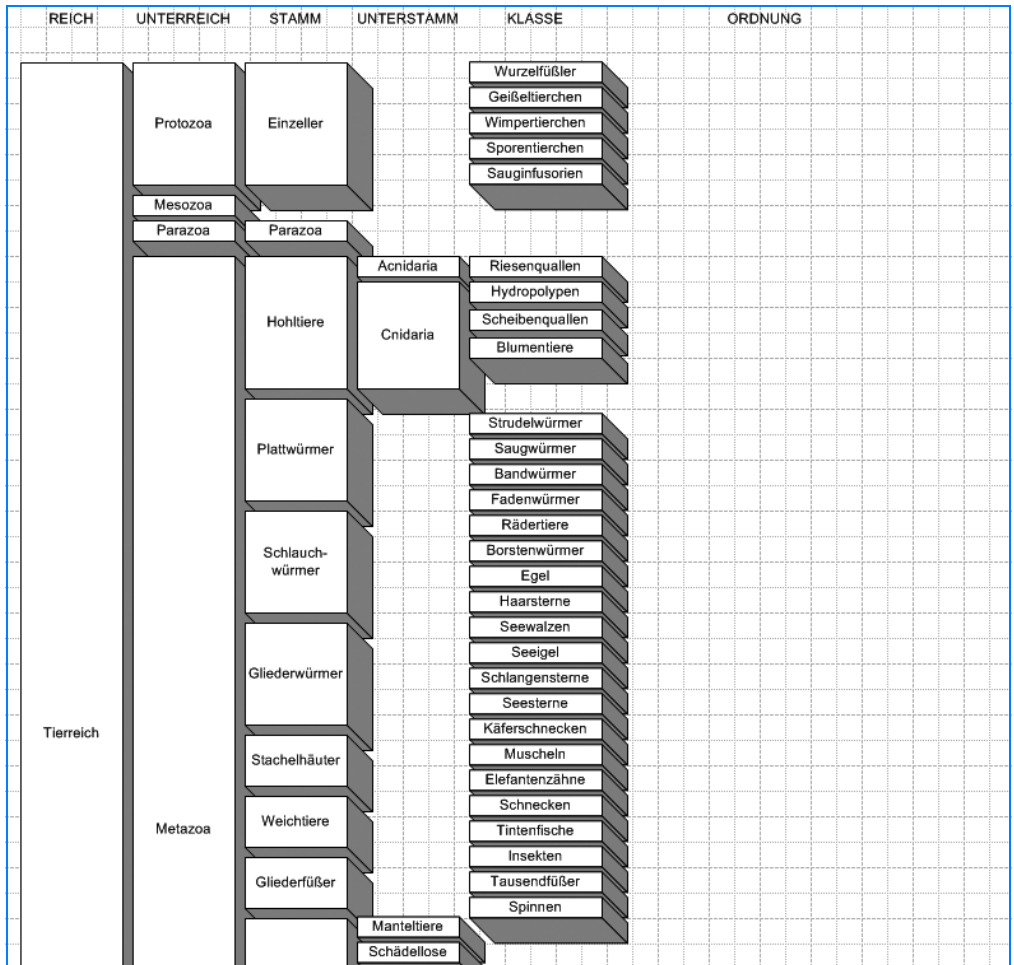 REICH UNTERREICH STAMM UNTERSTAMM KLASSE ORDNUNG
Wurzelfüßler
Geißeltierchen
Protozoa Einzeller Wimpertierchen
Sporentierchen
Sauginfusorien
Mesozoa
Parazoa Parazoa
Acnidaria Riesenquallen
Hydropolypen
Hohltiere Scheibenquallen
Cnidaria
Blumentiere
Strudelwürmer
Plattwürmer Saugwürmer
Bandwürmer
Fadenwürmer
Rädertiere
Schlauch-
würmer
Borstenwürmer
Egel
Haarsterne
Seewalzen
Seeigel
Gliederwürmer Schlangensterne
Seesterne
Tierreich Käferschnecken
Stachelhäuter Muscheln
Elefantenzähne
Schnecken
Metazoa Weichtiere Tintenfische
Insekten
Gliederfüßer Tausendfüßer
Spinnen
Manteltiere
Schädellose